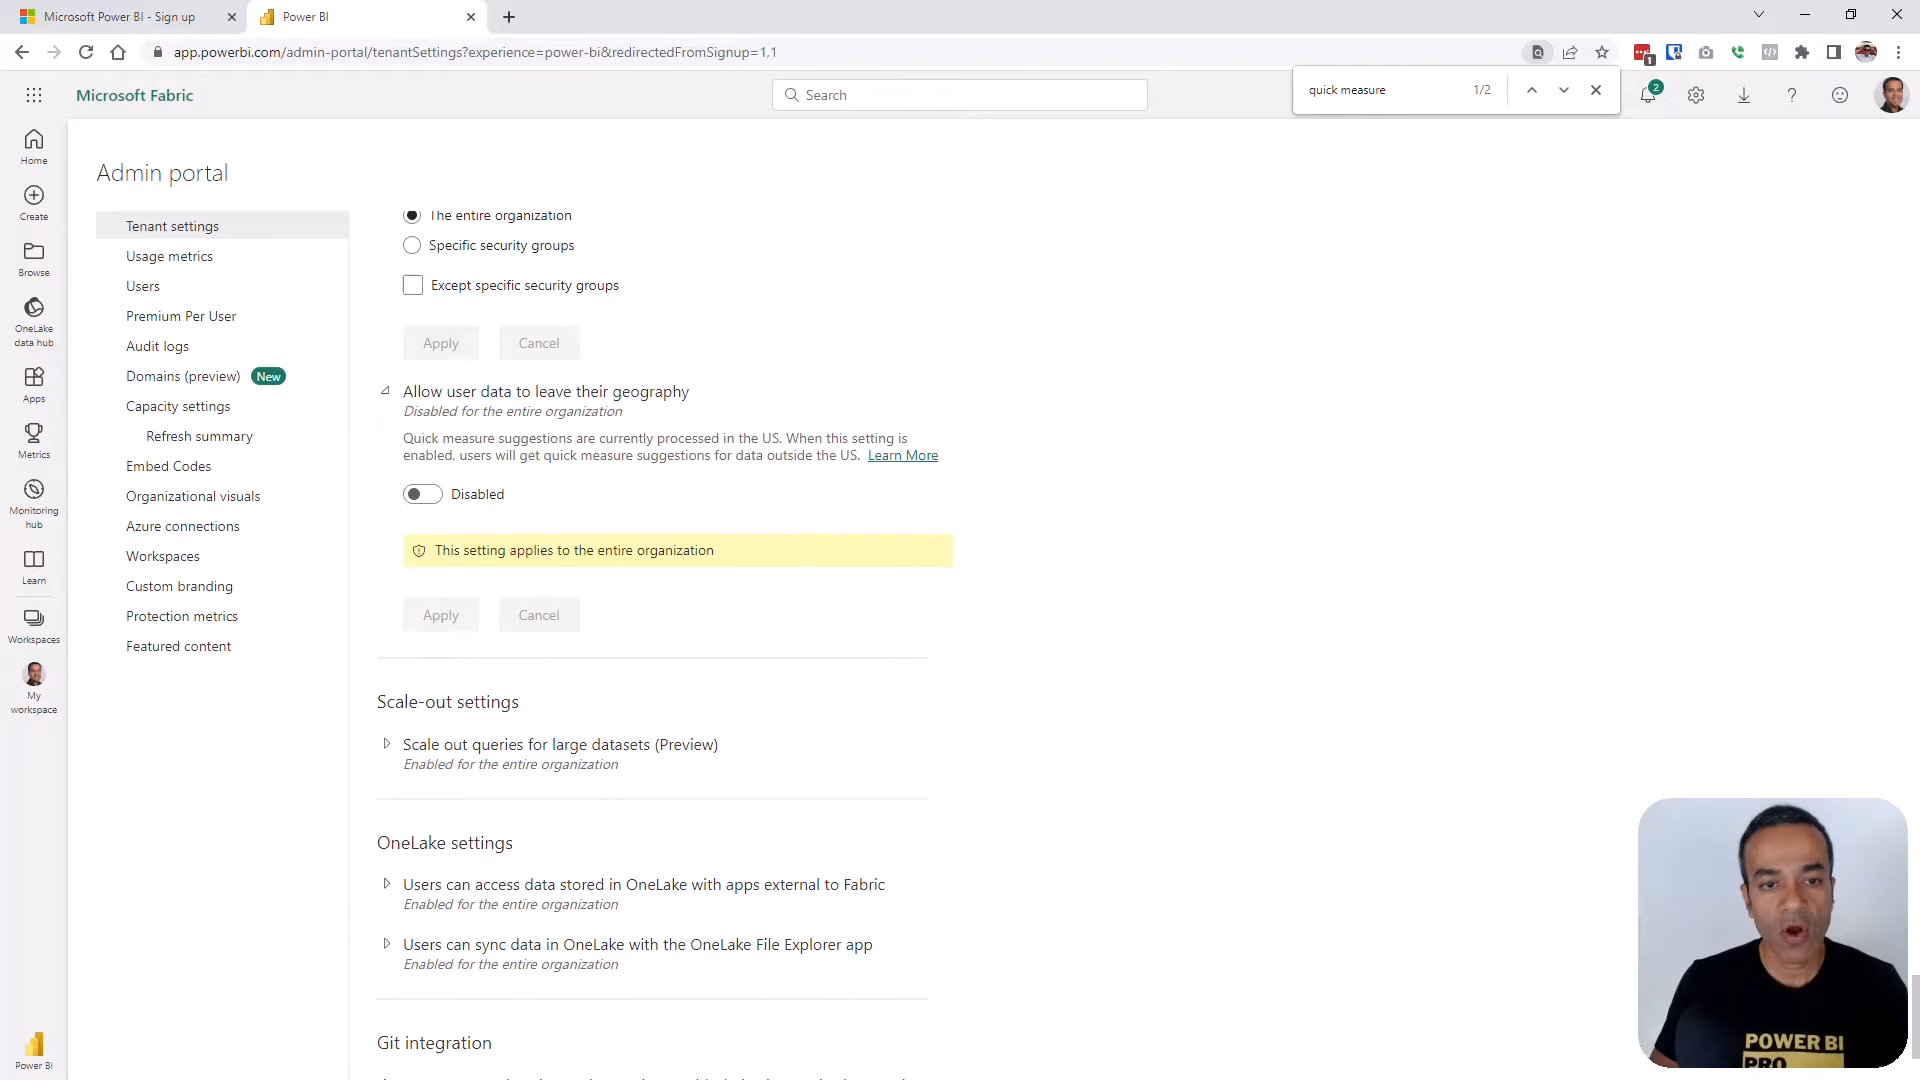 Microsoft Power BI - Sign up
Power BI
app.powerbi.com/admin-portal/tenantSettings?experience=power-bi&redirectedFromSignup=1,1
1
quick measure
1/2
Microsoft Fabric
Search
2
Home
Create
Browse
OneLake
data hub
Apps
Metrics
Monitoring
hub
Learn
Workspaces
My
workspace
Power BI
Admin portal
Tenant settings
Usage metrics
Users
Premium Per User
Audit logs
Domains (preview) New
Capacity settings
Refresh summary
Embed Codes
Organizational visuals
Azure connections
Workspaces
Custom branding
Protection metrics
Featured content
The entire organization
Specific security groups
Except specific security groups
Apply Cancel
Allow user data to leave their geography
Disabled for the entire organization
Quick measure suggestions are currently processed in the US. When this setting is
enabled, users will get quick measure suggestions for data outside the US. Learn More
Disabled
This setting applies to the entire organization
Apply Cancel
Scale-out settings
Scale out queries for large datasets (Preview)
Enabled for the entire organization
OneLake settings
Users can access data stored in OneLake with apps external to Fabric
Enabled for the entire organization
Users can sync data in OneLake with the OneLake File Explorer app
Enabled for the entire organization
Git integration
POWER BI
PRO